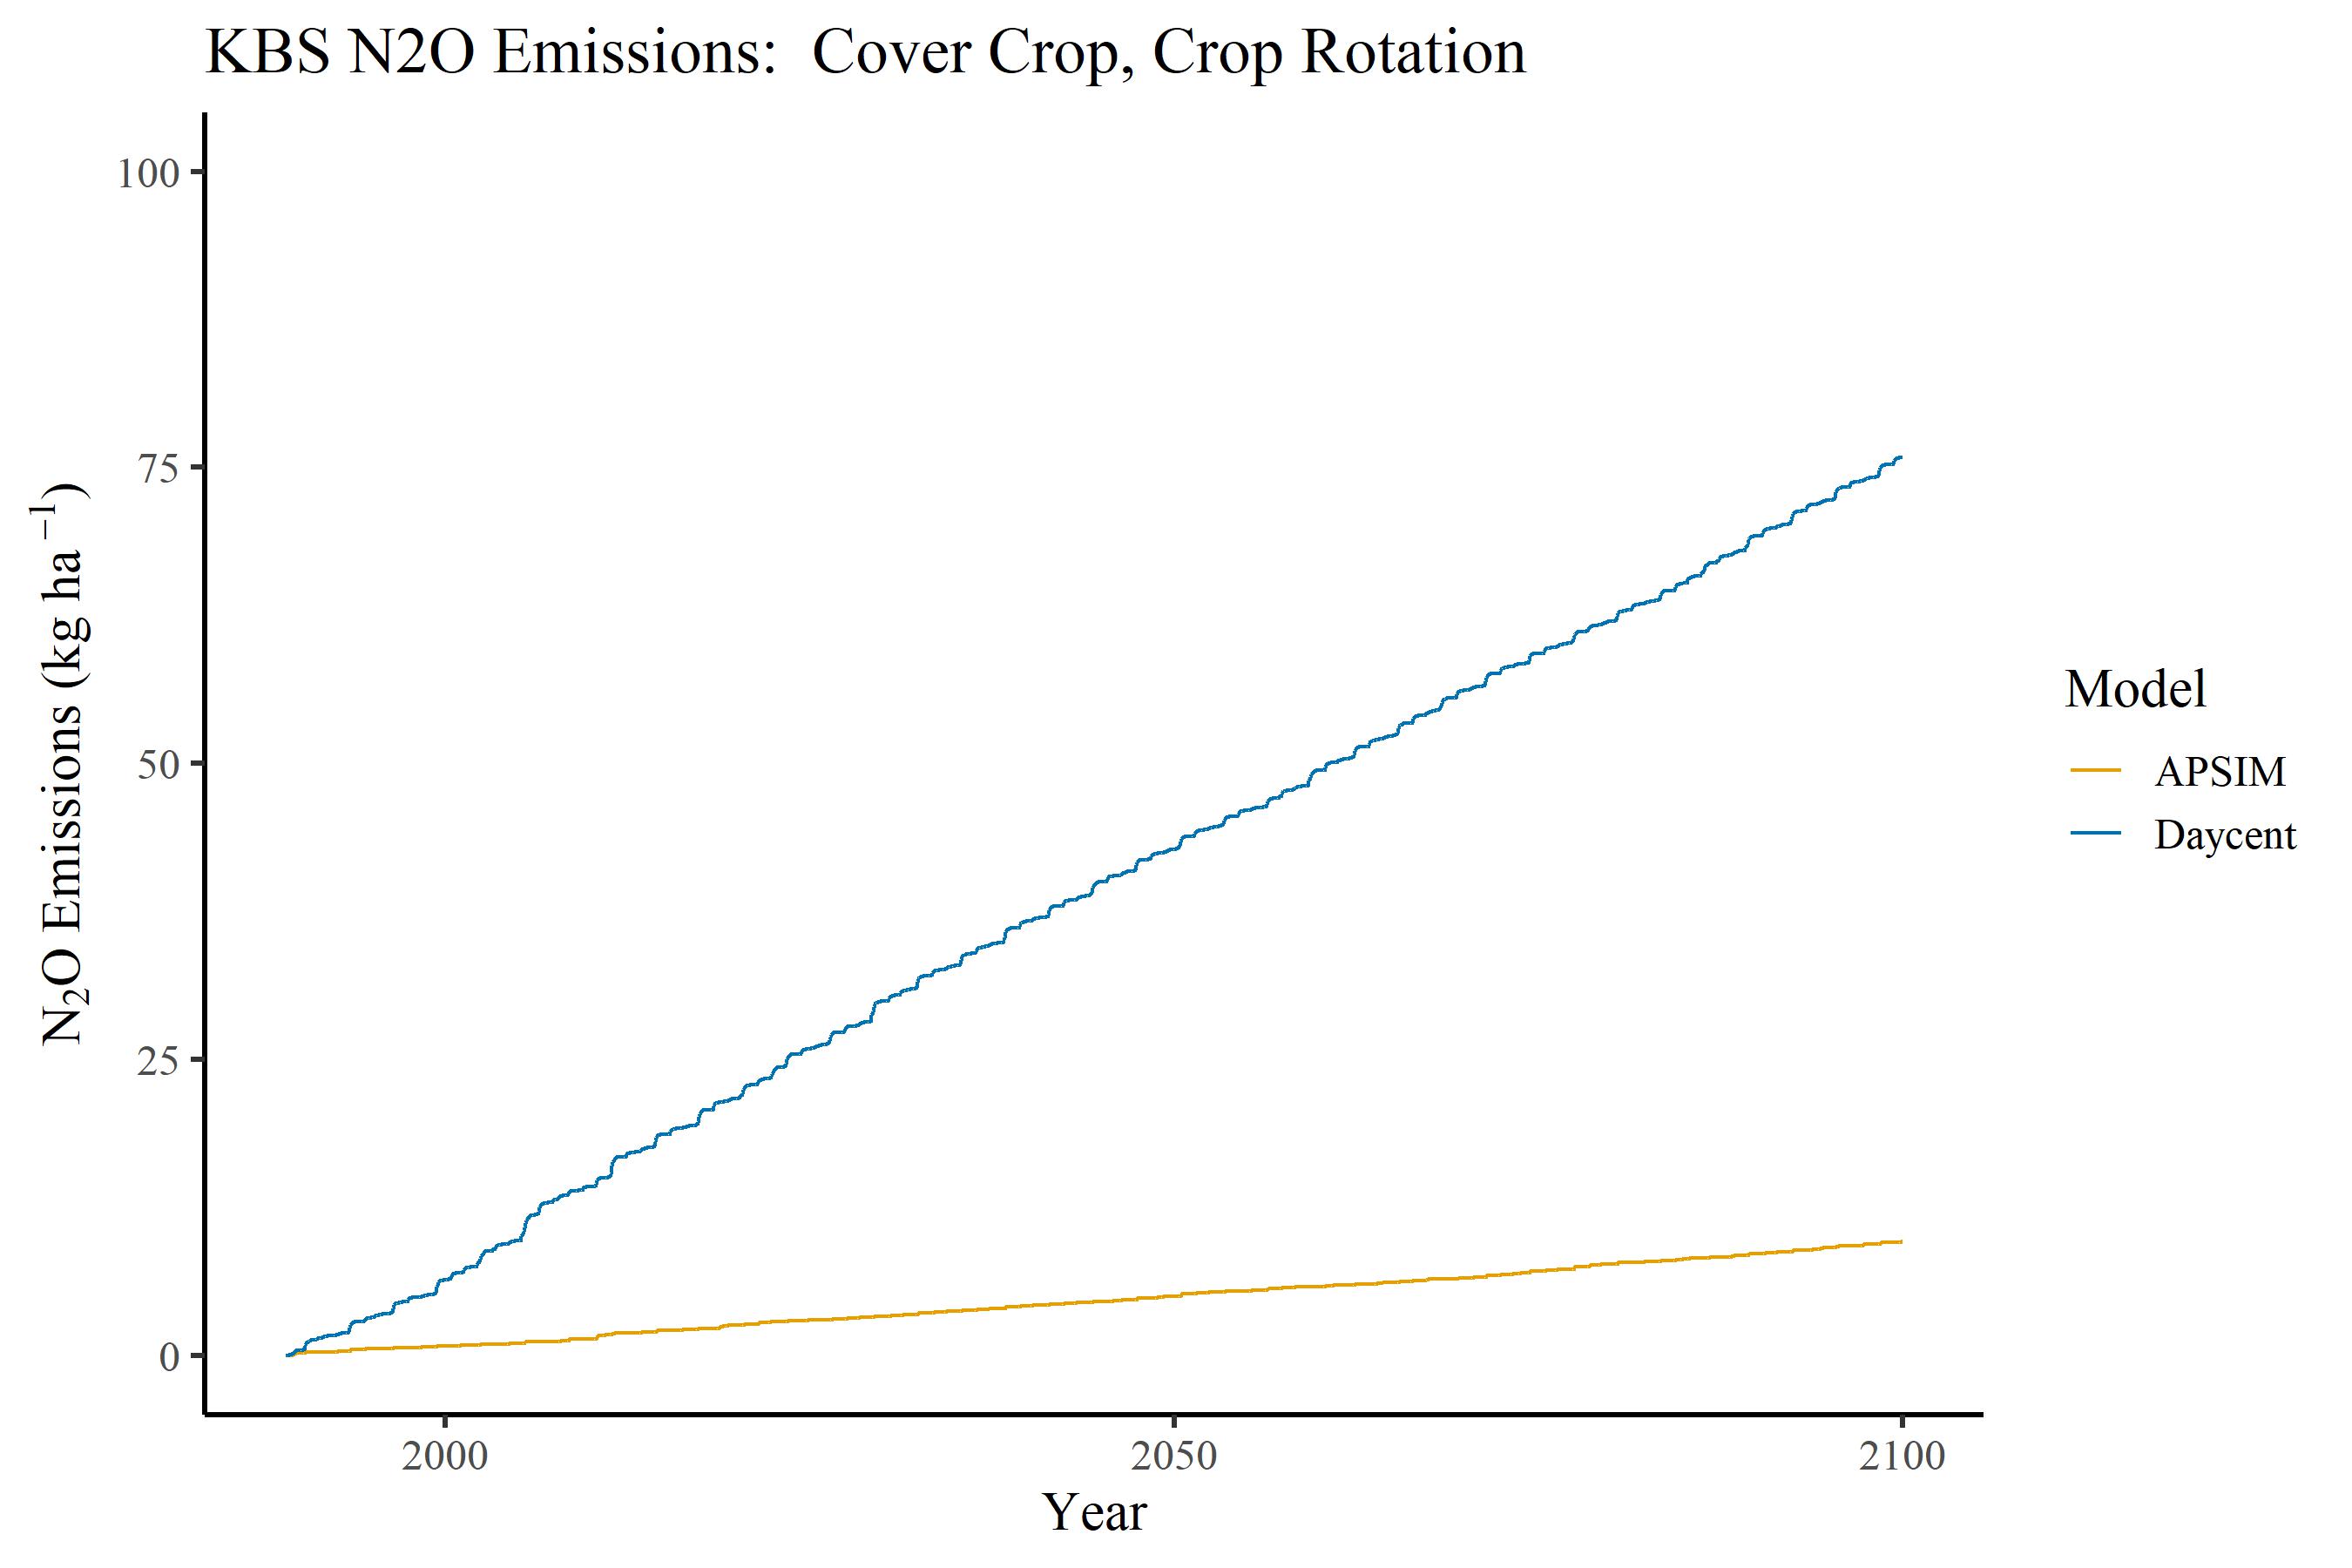 KBS N2O Emissions:  Cover Crop, Crop Rotation
N₂O Emissions (kg ha⁻¹)
100
75
50
25
0
2000 2050 2100
Year
Model
APSIM
Daycent